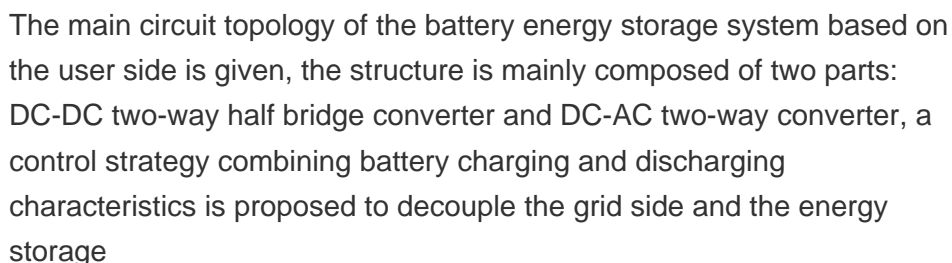 The main circuit topology of the battery energy storage system based on
the user side is given, the structure is mainly composed of two parts:
DC-DC two-way half bridge converter and DC-AC two-way converter, a
control strategy combining battery charging and discharging
characteristics is proposed to decouple the grid side and the energy
storage